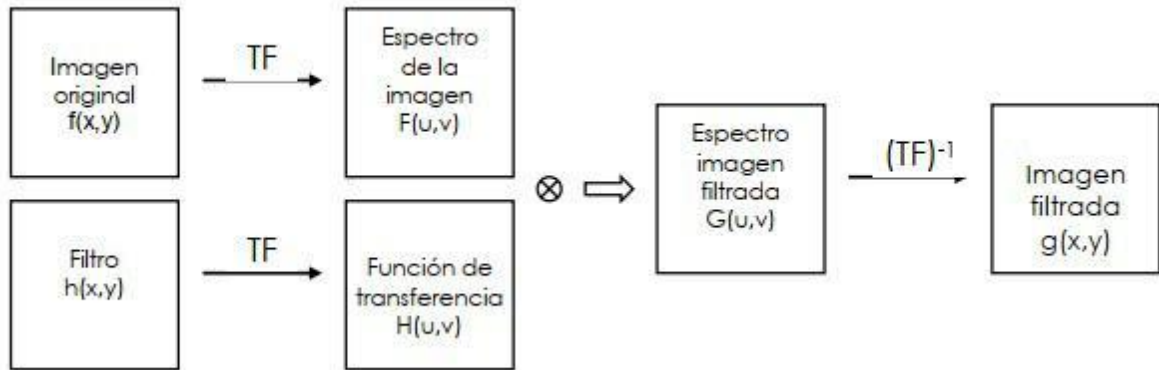 Imagen
original
f(x,y)
TF
Espectro
de la
imagen
F(u,v)
Filtro
h(x,y)
TF
Función de
transferencia
H(u,v)
⊗ ⇨
Espectro
imagen
filtrada
G(u,v)
(TF)-1
Imagen
filtrada
g(x,y)